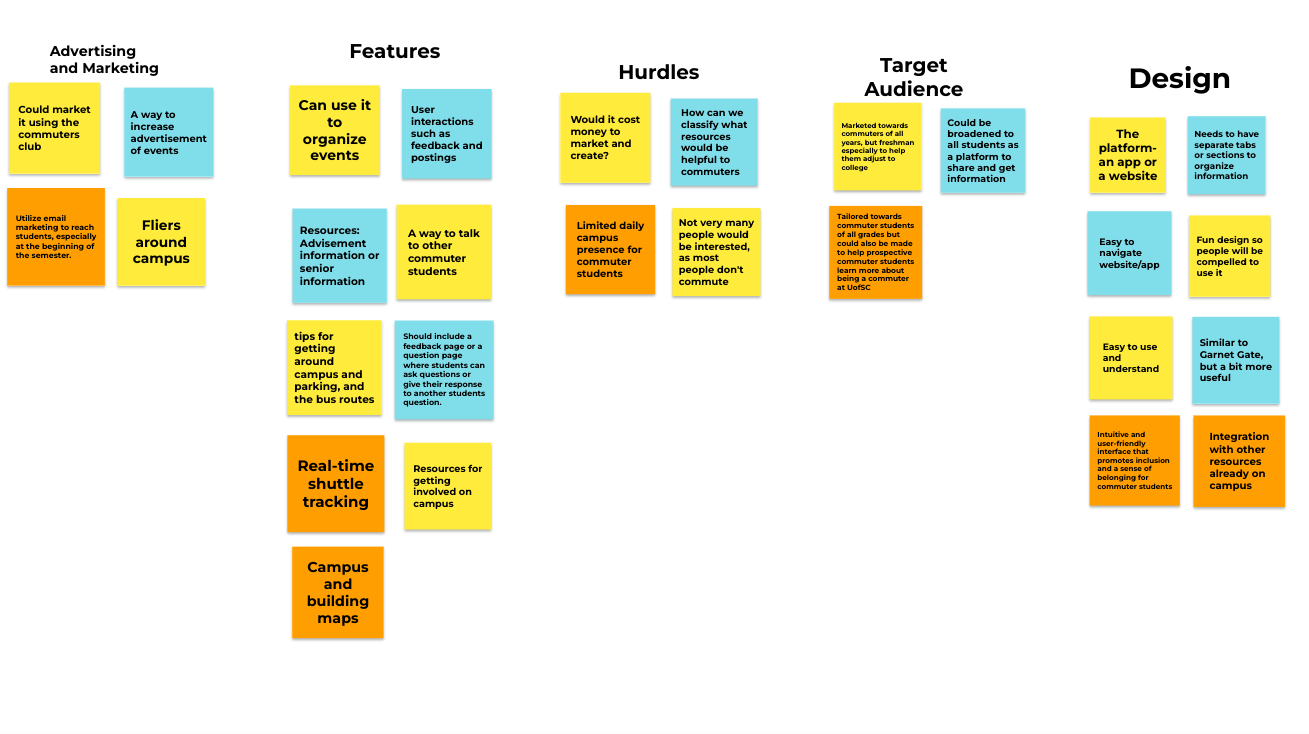 Advertising
and Marketing
Could market
it using the
commuters
club
A way to
increase
advertisement
of events
Utilize email
marketing to reach
students, especially
at the beginning of
the semester.
Fliers
around
campus
Features
Can use it
to
organize
events
User
interactions
such as
feedback and
postings
Resources:
Advisement
information or
senior
information
A way to talk
to other
commuter
students
tips for
getting
around
campus and
parking, and
the bus routes
Should include a
feedback page or a
question page
where students can
ask questions or
give their response
to another students
question.
Real-time
shuttle
tracking
Resources for
getting
involved on
campus
Campus
and
building
maps
Hurdles
Would it cost
money to
market and
create?
How can we
classify what
resources
would be
helpful to
commuters
Limited daily
campus
presence for
commuter
students
Not very many
people would
be interested,
as most
people don't
commute
Target
Audience
Marketed towards
commuters of all
years, but freshman
especially to help
them adjust to
college
Could be
broadened to
all students as
a platform to
share and get
information
Tailored towards
commuter students
of all grades but
could also be made
to help prospective
commuter students
learn more about
being a commuter
at UofSC
Design
The
platform-
an app or
a website
Needs to have
separate tabs
or sections to
organize
information
Easy to
navigate
website/app
Fun design so
people will be
compelled to
use it
Easy to use
and
understand
Similar to
Garnet Gate,
but a bit more
useful
Intuitive and
user-friendly
interface that
promotes inclusion
and a sense of
belonging for
commuter students
Integration
with other
resources
already on
campus